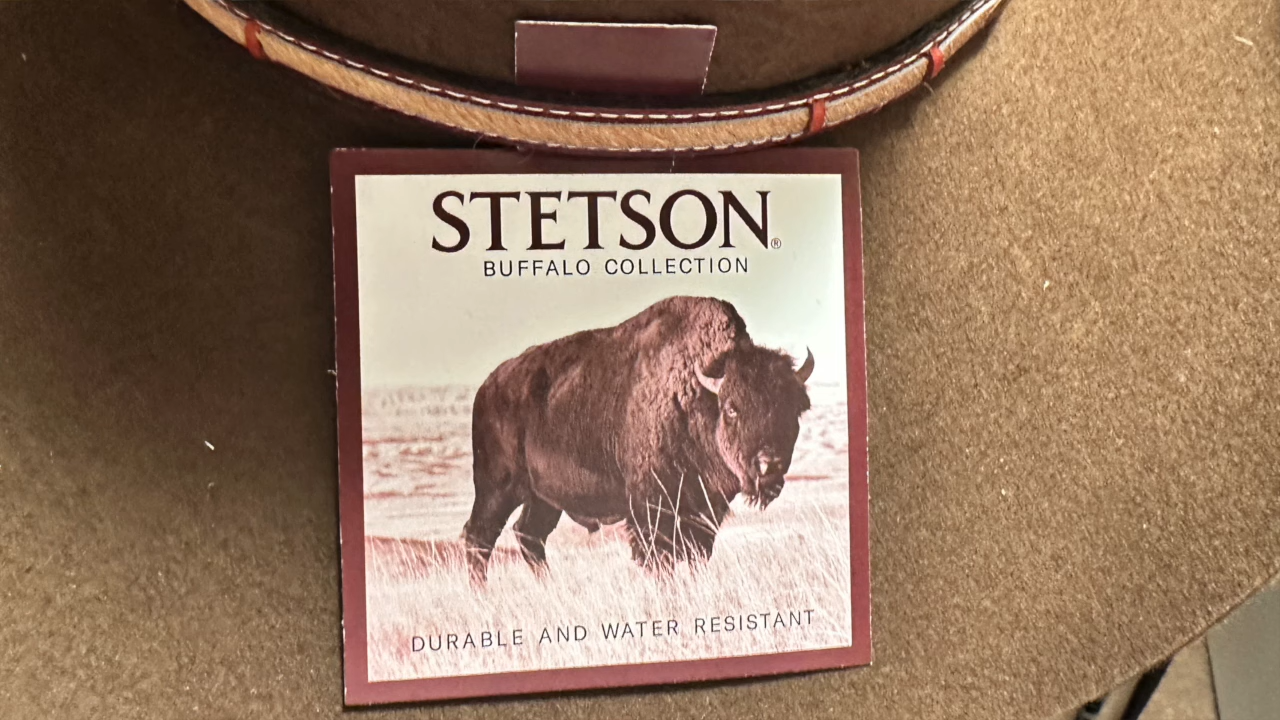 STETSON®
BUFFALO COLLECTION
DURABLE AND WATER RESISTANT